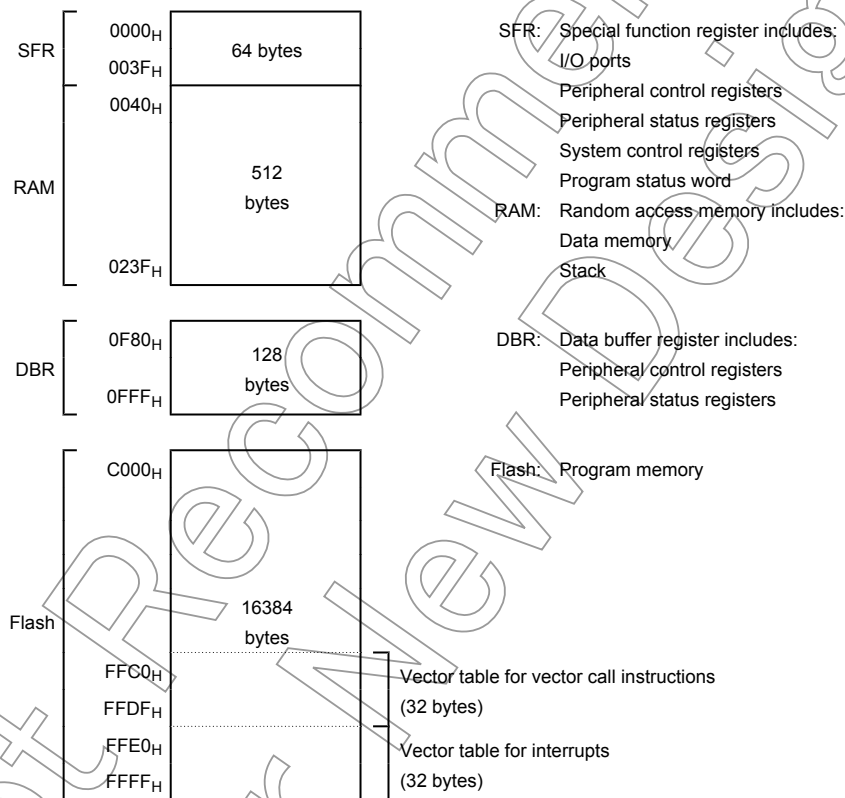 SFR
0000H
003FH
64 bytes
RAM
0040H
023FH
512
bytes
DBR
0F80H
0FFFH
128
bytes
Flash
C000H
16384
bytes
FFC0H
FFDFH
FFE0H
FFFFH
Vector table for vector call instructions
(32 bytes)
Vector table for interrupts
(32 bytes)
SFR: Special function register includes:
I/O ports
Peripheral control registers
Peripheral status registers
System control registers
Program status word
RAM: Random access memory includes:
Data memory
Stack
DBR: Data buffer register includes:
Peripheral control registers
Peripheral status registers
Flash: Program memory